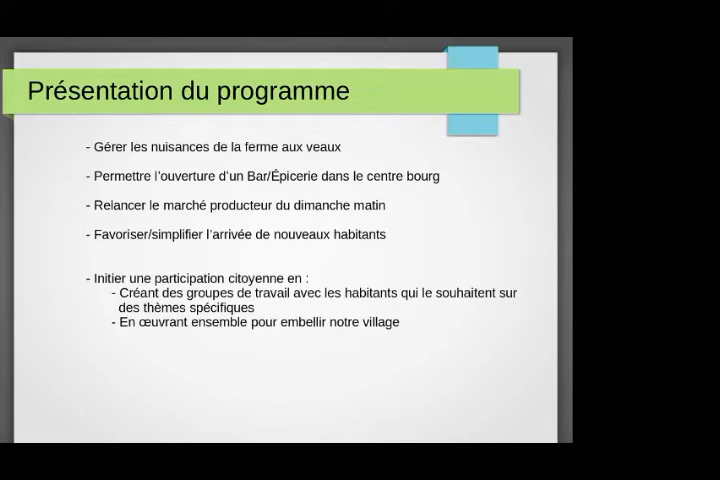 Présentation du programme
- Gérer les nuisances de la ferme aux veaux
- Permettre l’ouverture d’un Bar/Épicerie dans le centre bourg
- Relancer le marché producteur du dimanche matin
- Favoriser/simplifier l’arrivée de nouveaux habitants
- Initier une participation citoyenne en :
- Créant des groupes de travail avec les habitants qui le souhaitent sur
des thèmes spécifiques
- En œuvrant ensemble pour embellir notre village